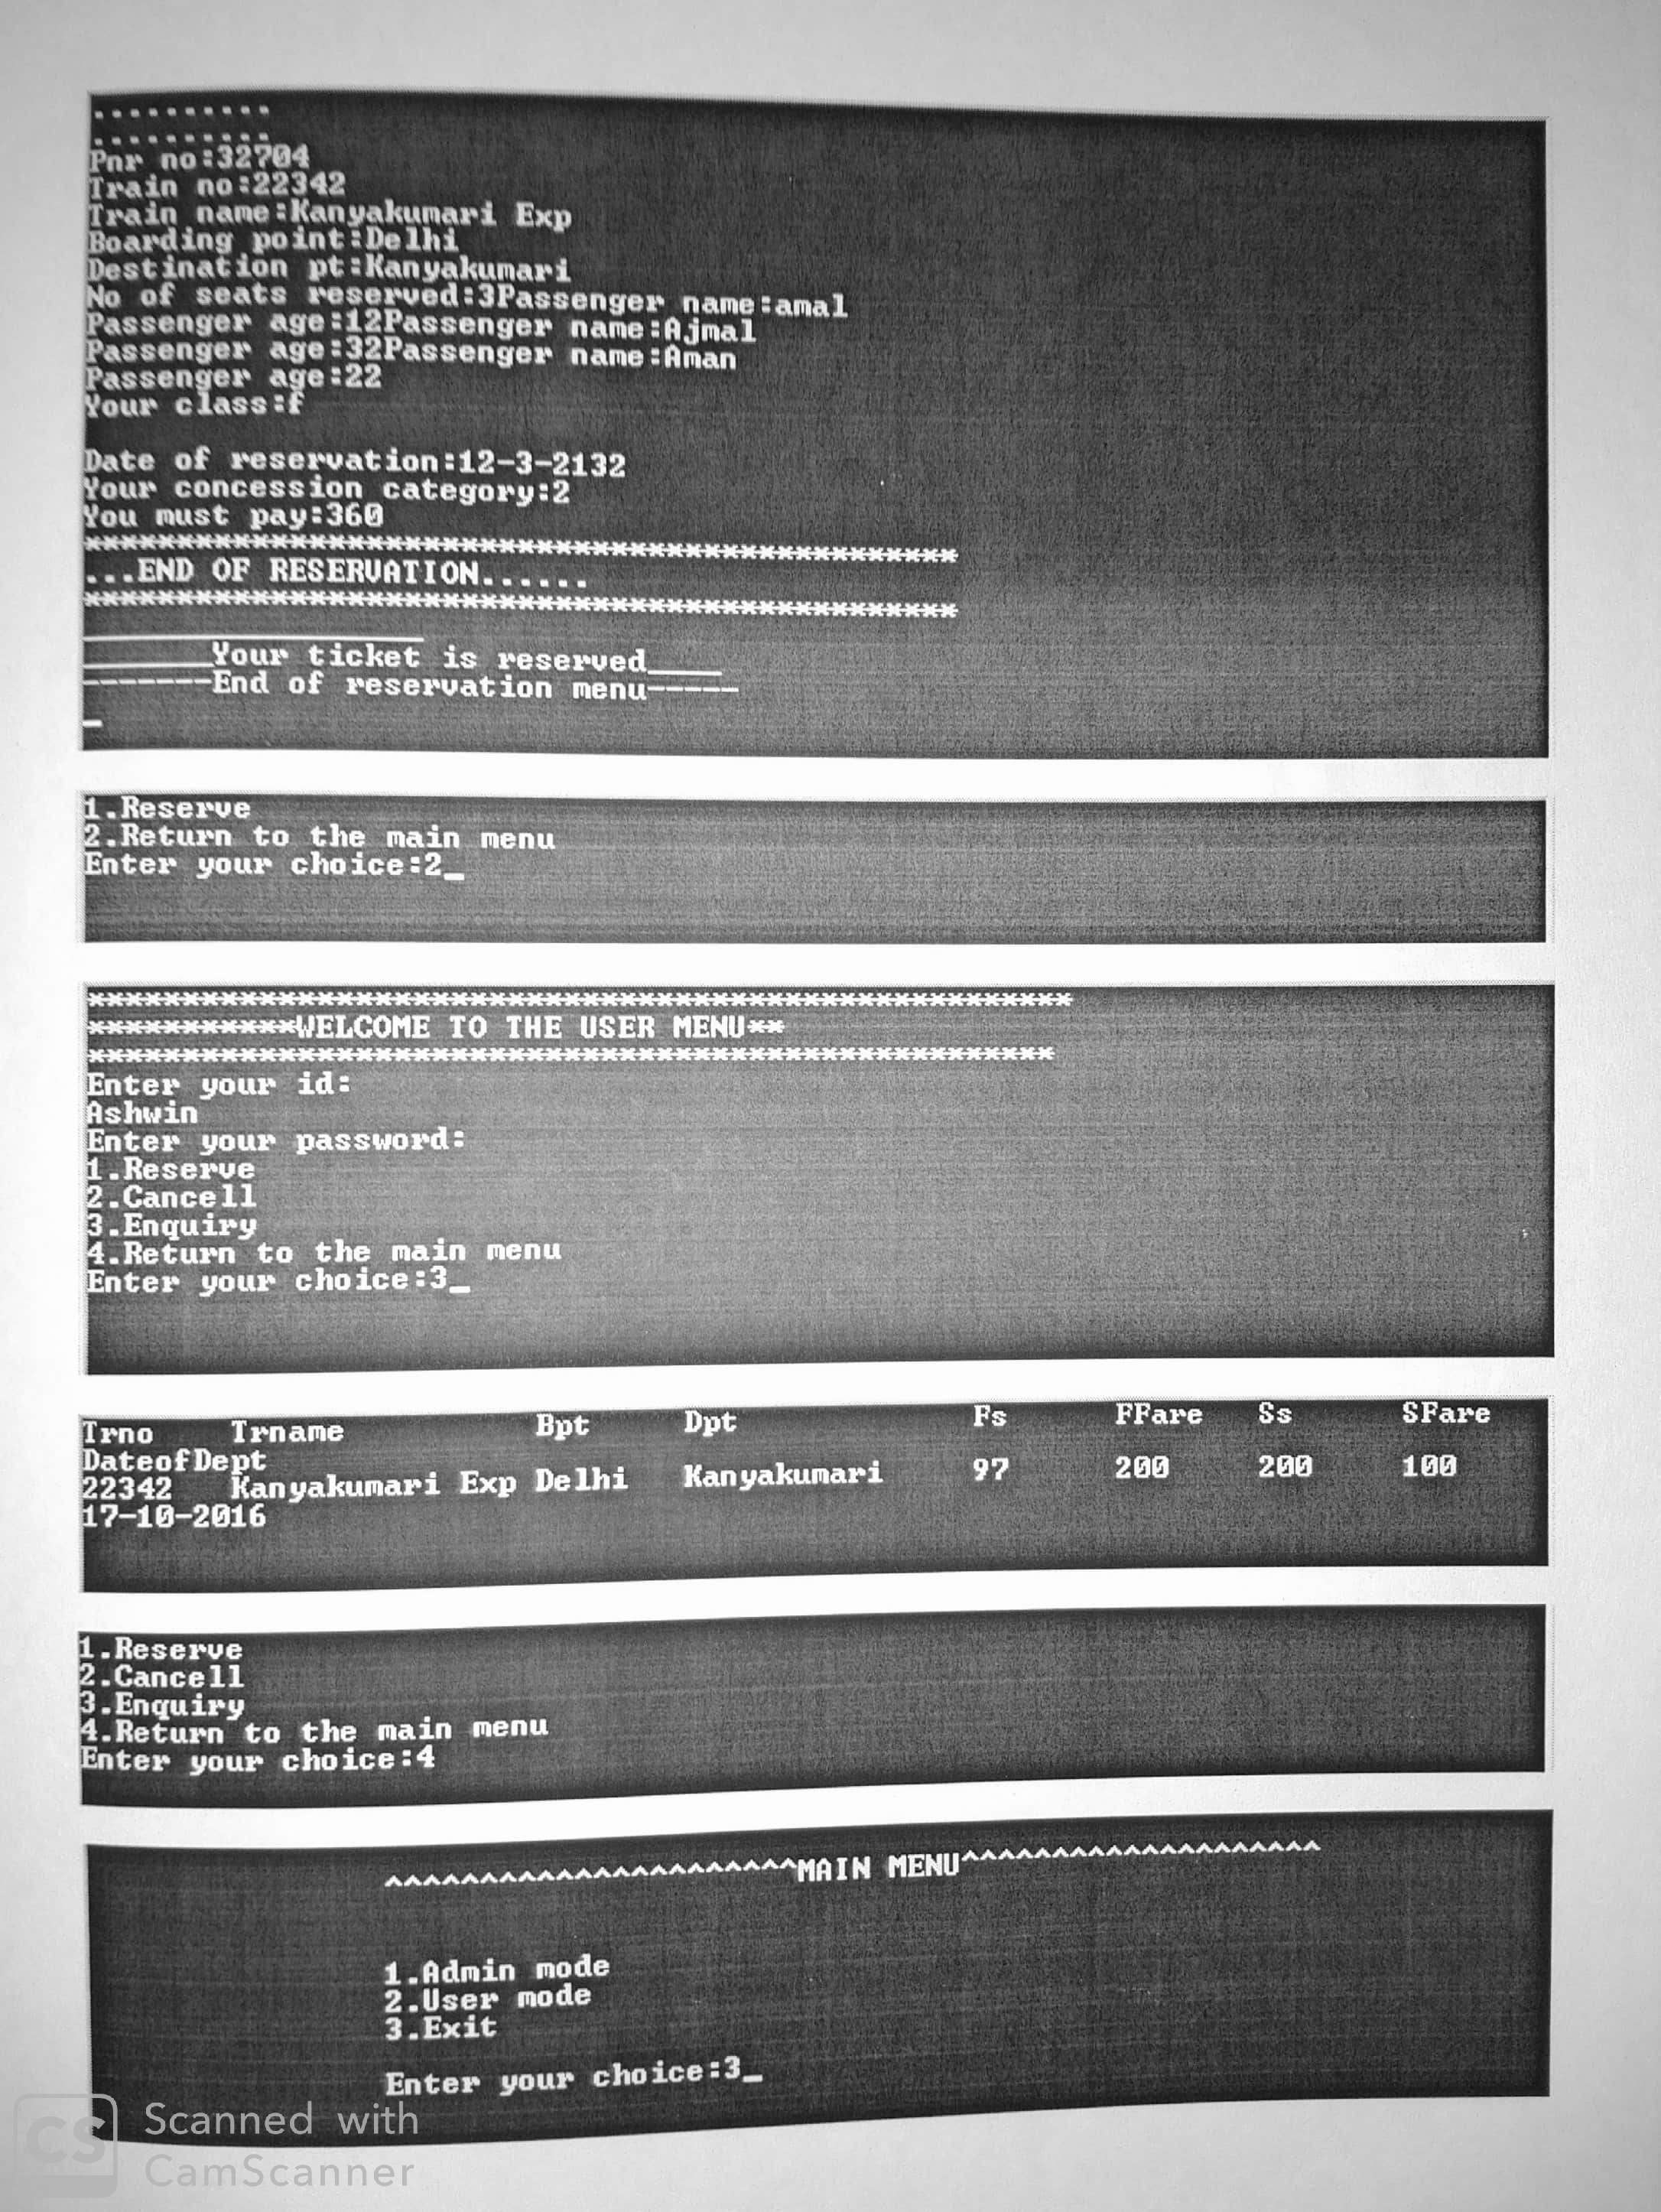 ..........
..........
Pnr no:32704
Train no:22342
Train name:Kanyakumari Exp
Boarding point:Delhi
Destination pt:Kanyakumari
No of seats reserved:3Passenger name:amal
Passenger age:12Passenger name:Ajmal
Passenger age:32Passenger name:Aman
Passenger age:22
Your class:f
Date of reservation:12-3-2132
Your concession category:2
You must pay:360
**********************************************
...END OF RESERVATION......
**********************************************
__________________
_______Your ticket is reserved____
-------End of reservation menu-----
_
1.Reserve
2.Return to the main menu
Enter your choice:2_
****************************************************
***********WELCOME TO THE USER MENU**
***************************************************
Enter your id:
Ashwin
Enter your password:
1.Reserve
2.Cancell
3.Enquiry
4.Return to the main menu
Enter your choice:3_
Trno Trname Bpt Dpt Fs FFare Ss SFare
DateofDept
22342 Kanyakumari Exp Delhi Kanyakumari 97 200 200 100
17-10-2016
1.Reserve
2.Cancell
3.Enquiry
4.Return to the main menu
Enter your choice:4
^^^^^^^^^^^^^^^^^^^^^^MAIN MENU^^^^^^^^^^^^^^^^^^^
1.Admin mode
2.User mode
3.Exit
Enter your choice:3_
CS Scanned with
CamScanner